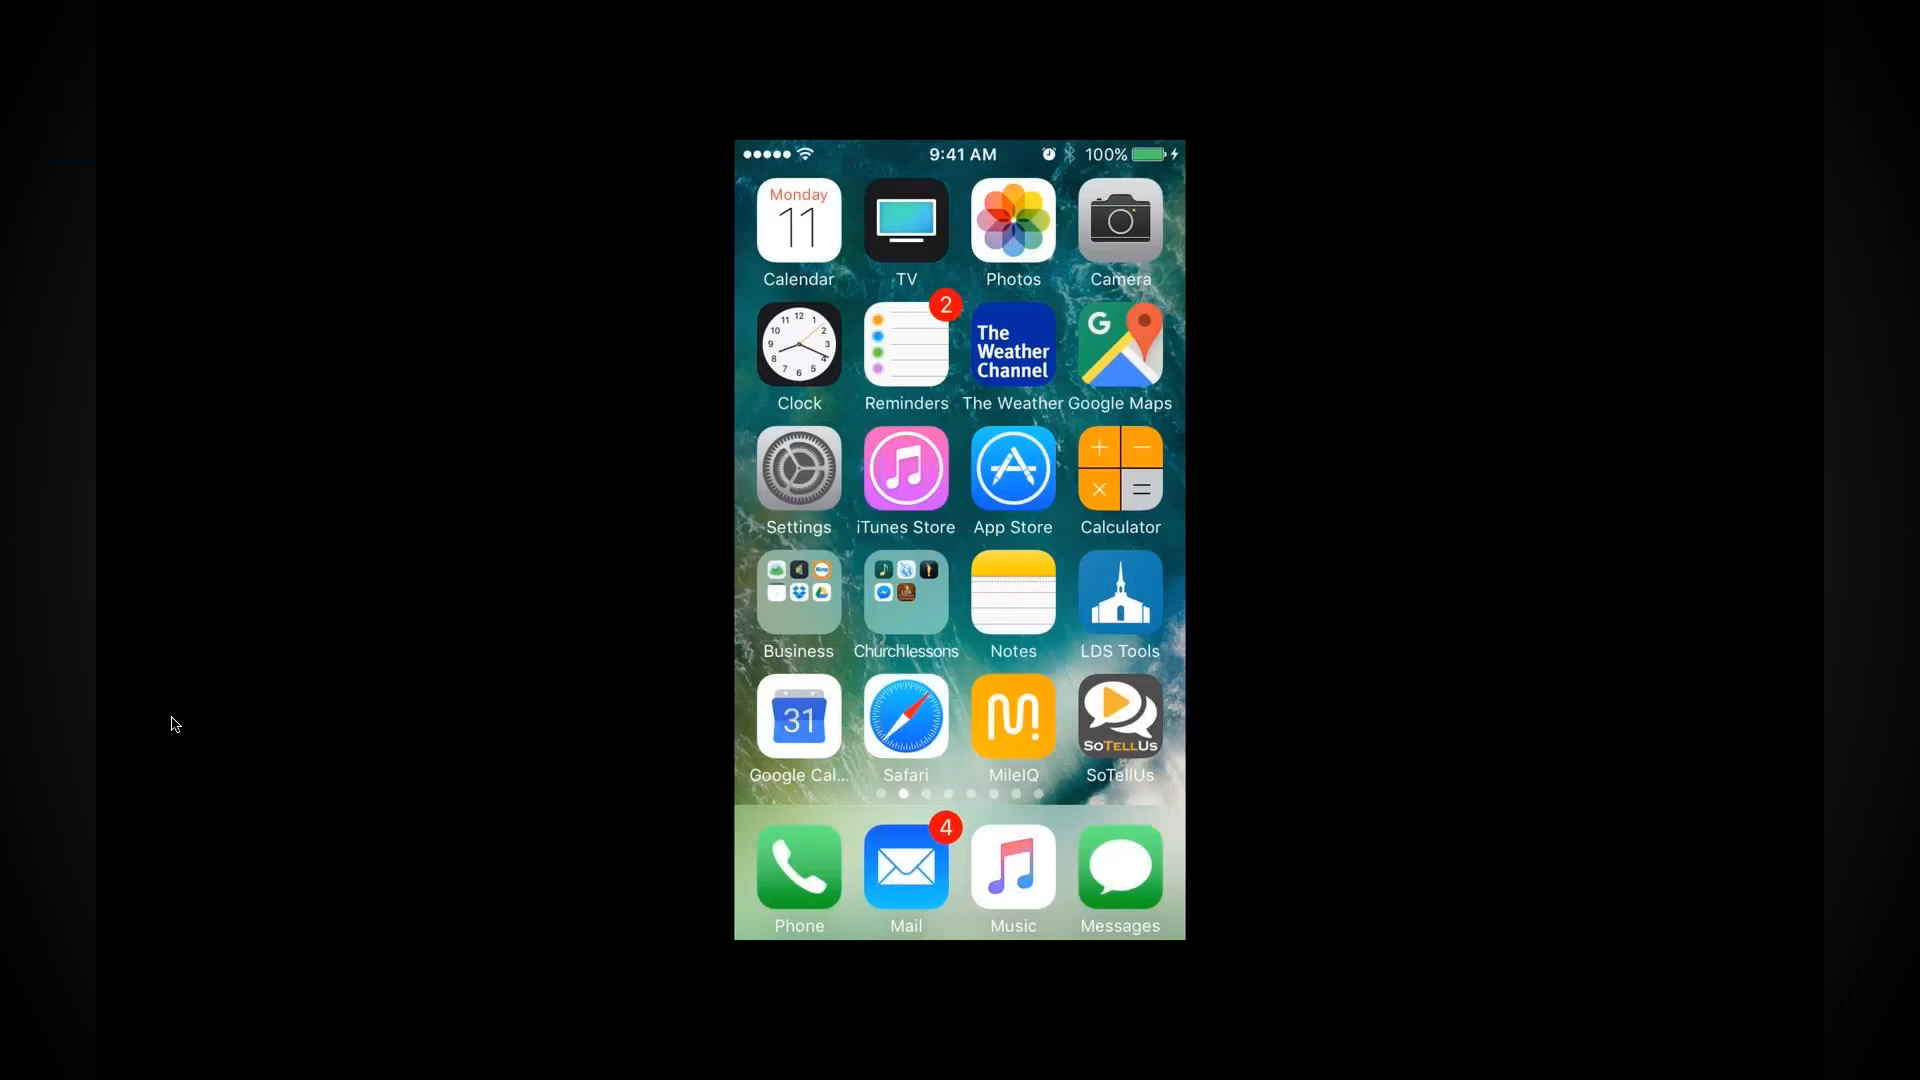 9:41 AM 100%
Monday
11
Calendar TV Photos Camera
2
The
Weather
Channel
G
Clock Reminders The Weather Google Maps
Settings iTunes Store App Store Calculator
Business Churchlessons Notes LDS Tools
31
SoTELLUs
Google Cal... Safari MileIQ SoTellUs
4
Phone Mail Music Messages